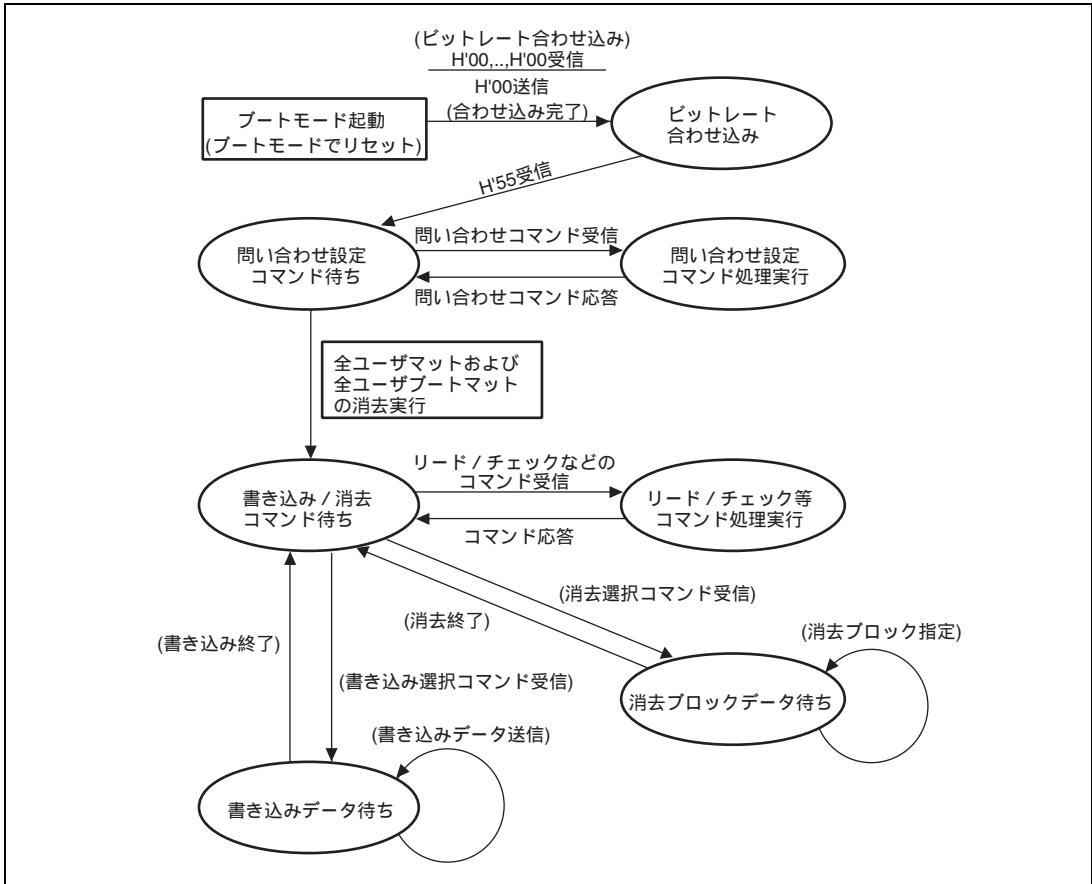 (ビットレート合わせ込み)
H'00,..,H'00受信
H'00送信
(合わせ込み完了)
ブートモード起動
(ブートモードでリセット)
ビットレート
合わせ込み
H'55受信
問い合わせ設定
コマンド待ち
問い合わせコマンド受信
問い合わせコマンド応答
問い合わせ設定
コマンド処理実行
全ユーザマットおよび
全ユーザブートマット
の消去実行
書き込み / 消去
コマンド待ち
リード / チェックなどの
コマンド受信
コマンド応答
リード / チェック等
コマンド処理実行
(消去選択コマンド受信)
(消去終了)
(書き込み終了)
(書き込み選択コマンド受信)
(消去ブロック指定)
消去ブロックデータ待ち
(書き込みデータ送信)
書き込みデータ待ち